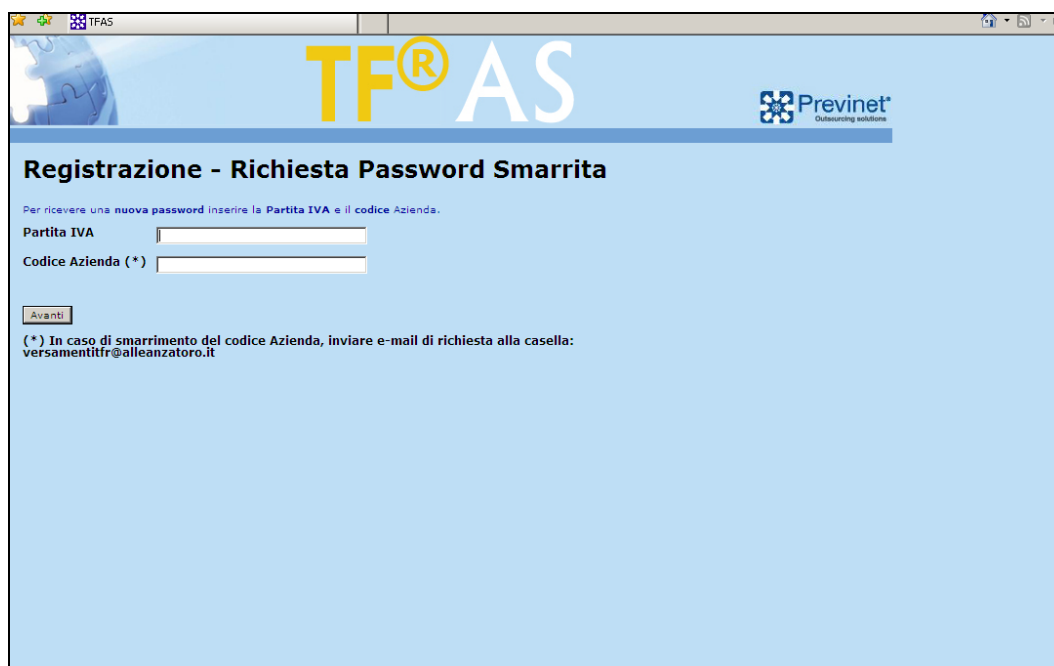 TFAS
TF®AS
Previnet®
Outsourcing solutions
Registrazione - Richiesta Password Smarrita
Per ricevere una nuova password inserire la Partita IVA e il codice Azienda.
Partita IVA
Codice Azienda (*)
Avanti
(*) In caso di smarrimento del codice Azienda, inviare e-mail di richiesta alla casella:
versamentitfr@alleanzatoro.it